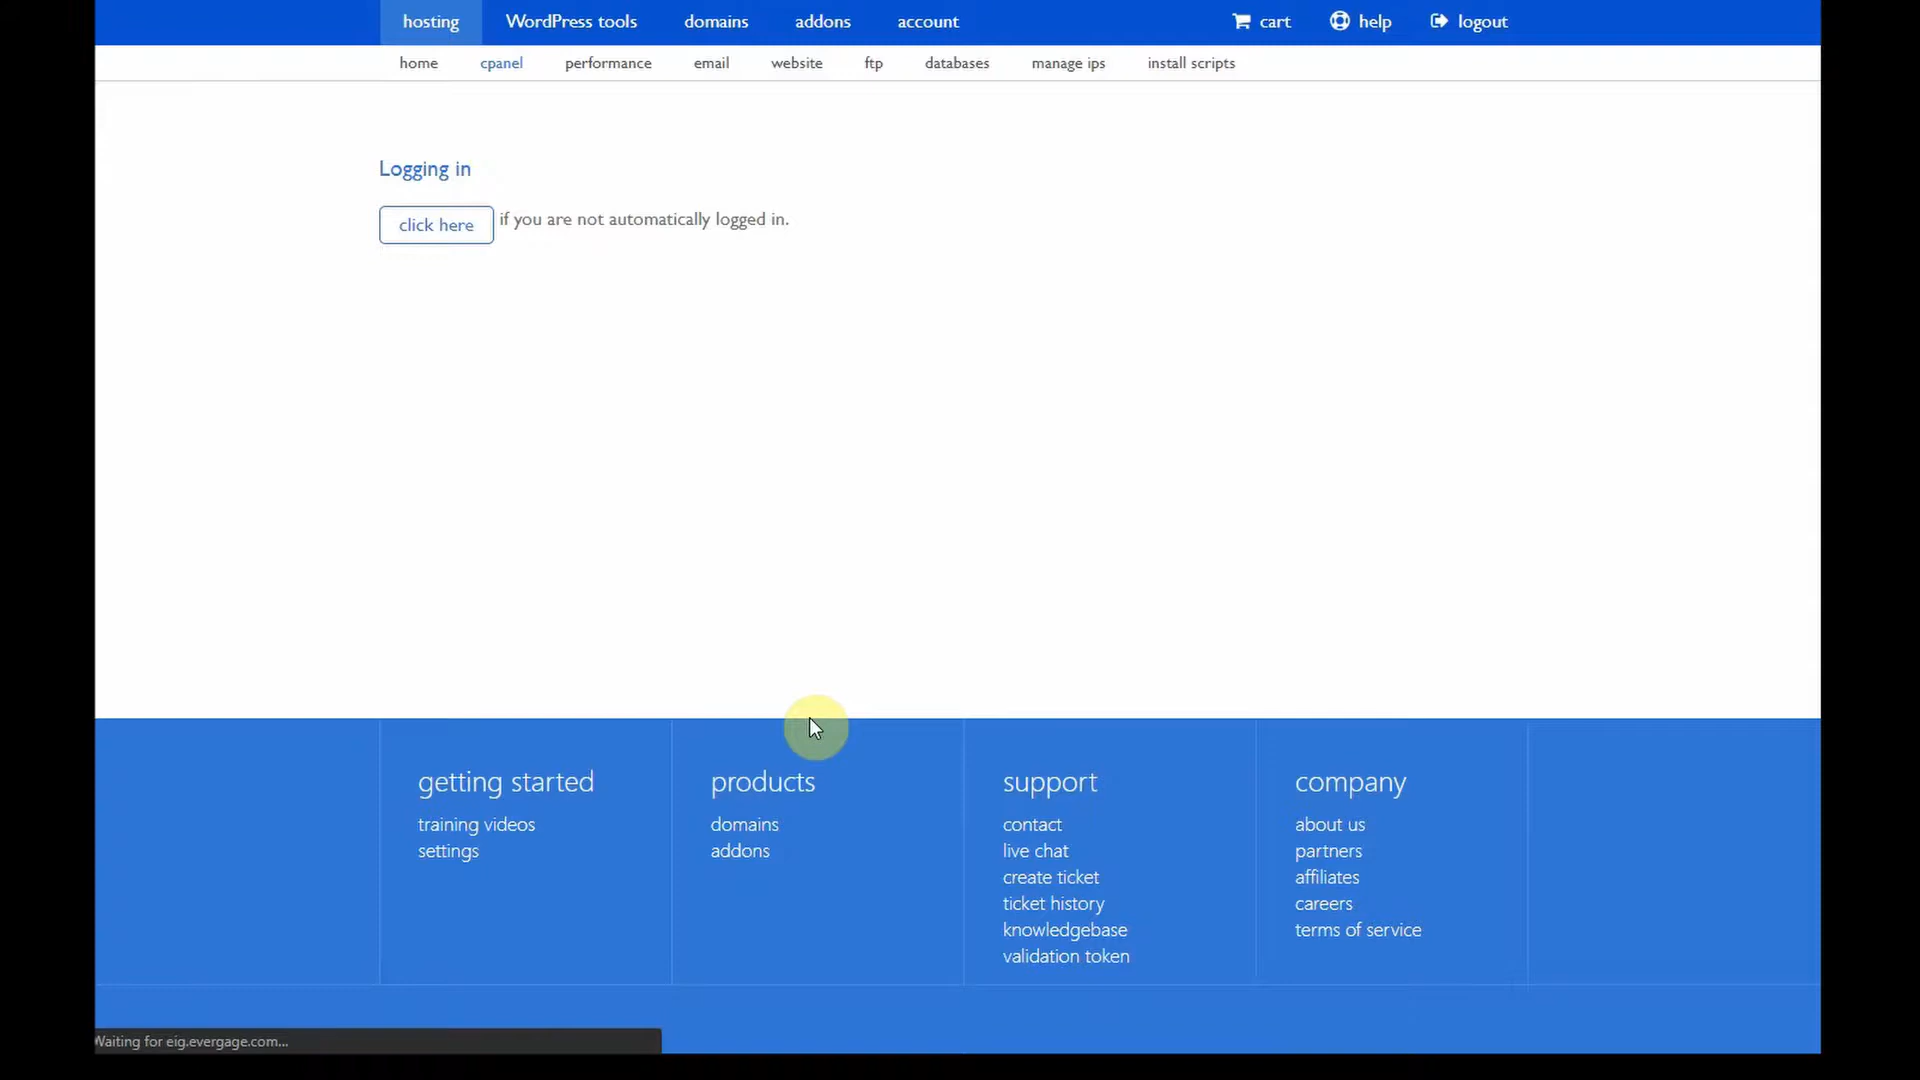 hosting WordPress tools domains addons account cart help logout
home cpanel performance email website ftp databases manage ips install scripts
Logging in
click here if you are not automatically logged in.
getting started
training videos
settings
products
domains
addons
support
contact
live chat
create ticket
ticket history
knowledgebase
validation token
company
about us
partners
affiliates
careers
terms of service
Waiting for eig.evergage.com...